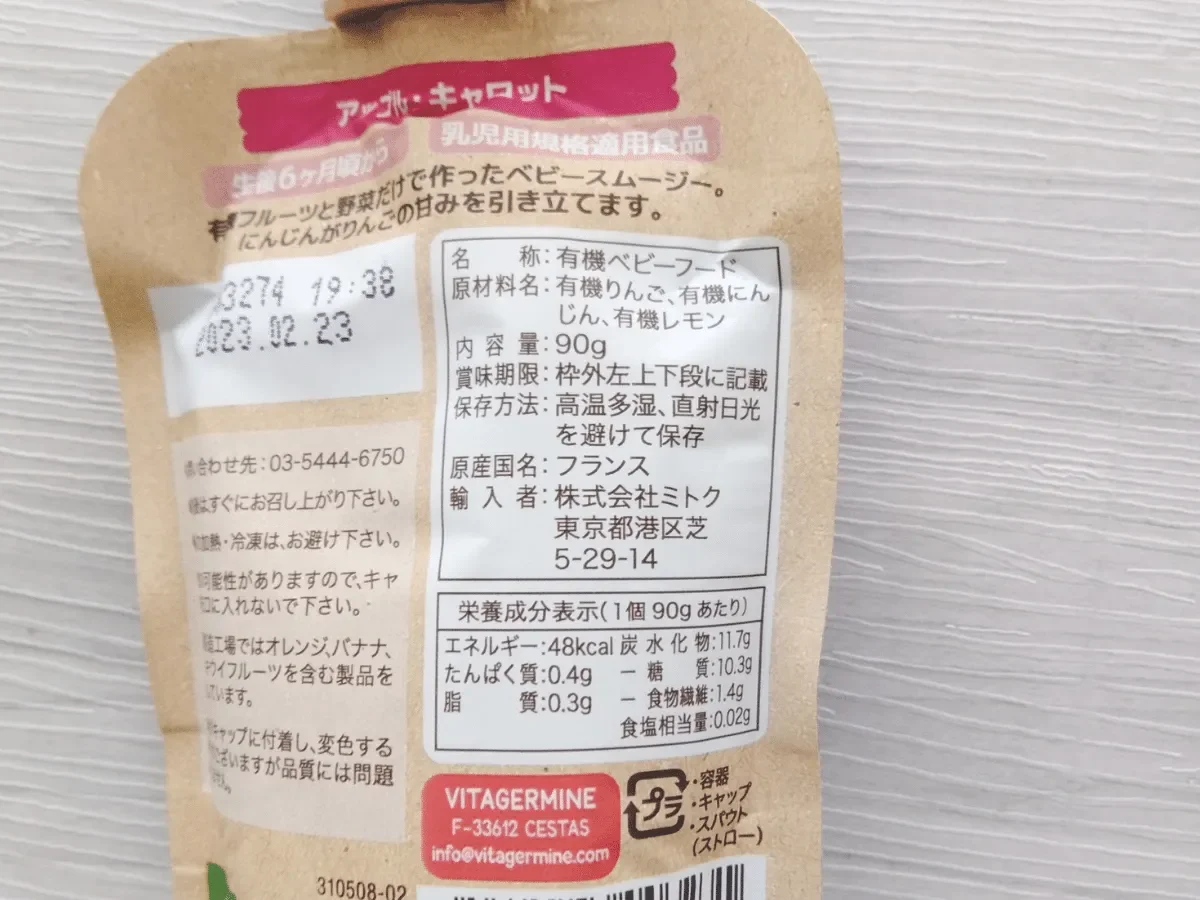 アップル・キャロット
生後6ヶ月頃から
乳児用規格適用食品
有機フルーツと野菜だけで作ったベビースムージー。
にんじんがりんごの甘みを引き立てます。
3274 19:38
2023.02.23
合わせ先:03-5444-6750
はすぐにお召し上がり下さい。
加熱・冷凍は、お避け下さい。
可能性がありますので、キャ
口に入れないで下さい。
工場ではオレンジ、バナナ、
キウイフルーツを含む製品を
ています。
キャップに付着し、変色する
ございますが品質には問題
せん。
310508-02
名称:有機ベビーフード
原材料名:有機りんご、有機にん
じん、有機レモン
内容量:90g
賞味期限:枠外左上下段に記載
保存方法:高温多湿、直射日光
を避けて保存
原産国名:フランス
輸入者:株式会社ミトク
東京都港区芝
5-29-14
栄養成分表示(1個90gあたり)
エネルギー:48kcal 炭水化物:11.7g
たんぱく質:0.4g － 糖質:10.3g
脂質:0.3g － 食物繊維:1.4g
食塩相当量:0.02g
VITAGERMINE
F-33612 CESTAS
info@vitagermine.com
プラ
・容器
・キャップ
・スパウト
(ストロー)